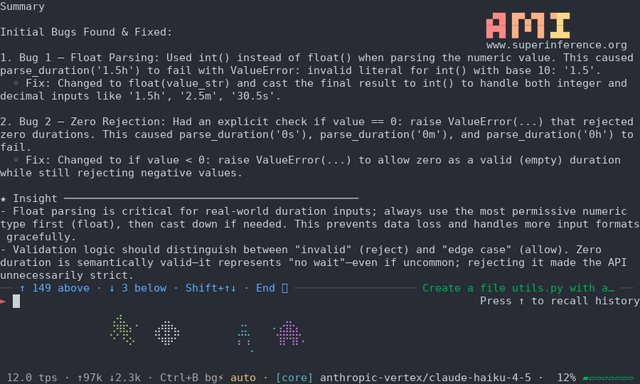 Summary
AMI
www.superinference.org
Initial Bugs Found & Fixed:
1. Bug 1 — Float Parsing: Used int() instead of float() when parsing the numeric value. This caused
parse_duration('1.5h') to fail with ValueError: invalid literal for int() with base 10: '1.5'.
◦ Fix: Changed to float(value_str) and cast the final result to int() to handle both integer and
decimal inputs like '1.5h', '2.5m', '30.5s'.
2. Bug 2 — Zero Rejection: Had an explicit check if value == 0: raise ValueError(...) that rejected
zero durations. This caused parse_duration('0s'), parse_duration('0m'), and parse_duration('0h') to
fail.
◦ Fix: Changed to if value < 0: raise ValueError(...) to allow zero as a valid (empty) duration
while still rejecting negative values.
★ Insight
- Float parsing is critical for real-world duration inputs; always use the most permissive numeric
type first (float), then cast down if needed. This prevents data loss and handles more input formats
gracefully.
- Validation logic should distinguish between "invalid" (reject) and "edge case" (allow). Zero
duration is semantically valid—it represents "no wait"—even if uncommon; rejecting it made the API
unnecessarily strict.
↑ 149 above · ↓ 3 below · Shift+↑↓ · End Create a file utils.py with a…
Press ↑ to recall history
12.0 tps · ↑97k ↓2.3k · Ctrl+B bg⚡ auto · [core] anthropic-vertex/claude-haiku-4-5 · 12%